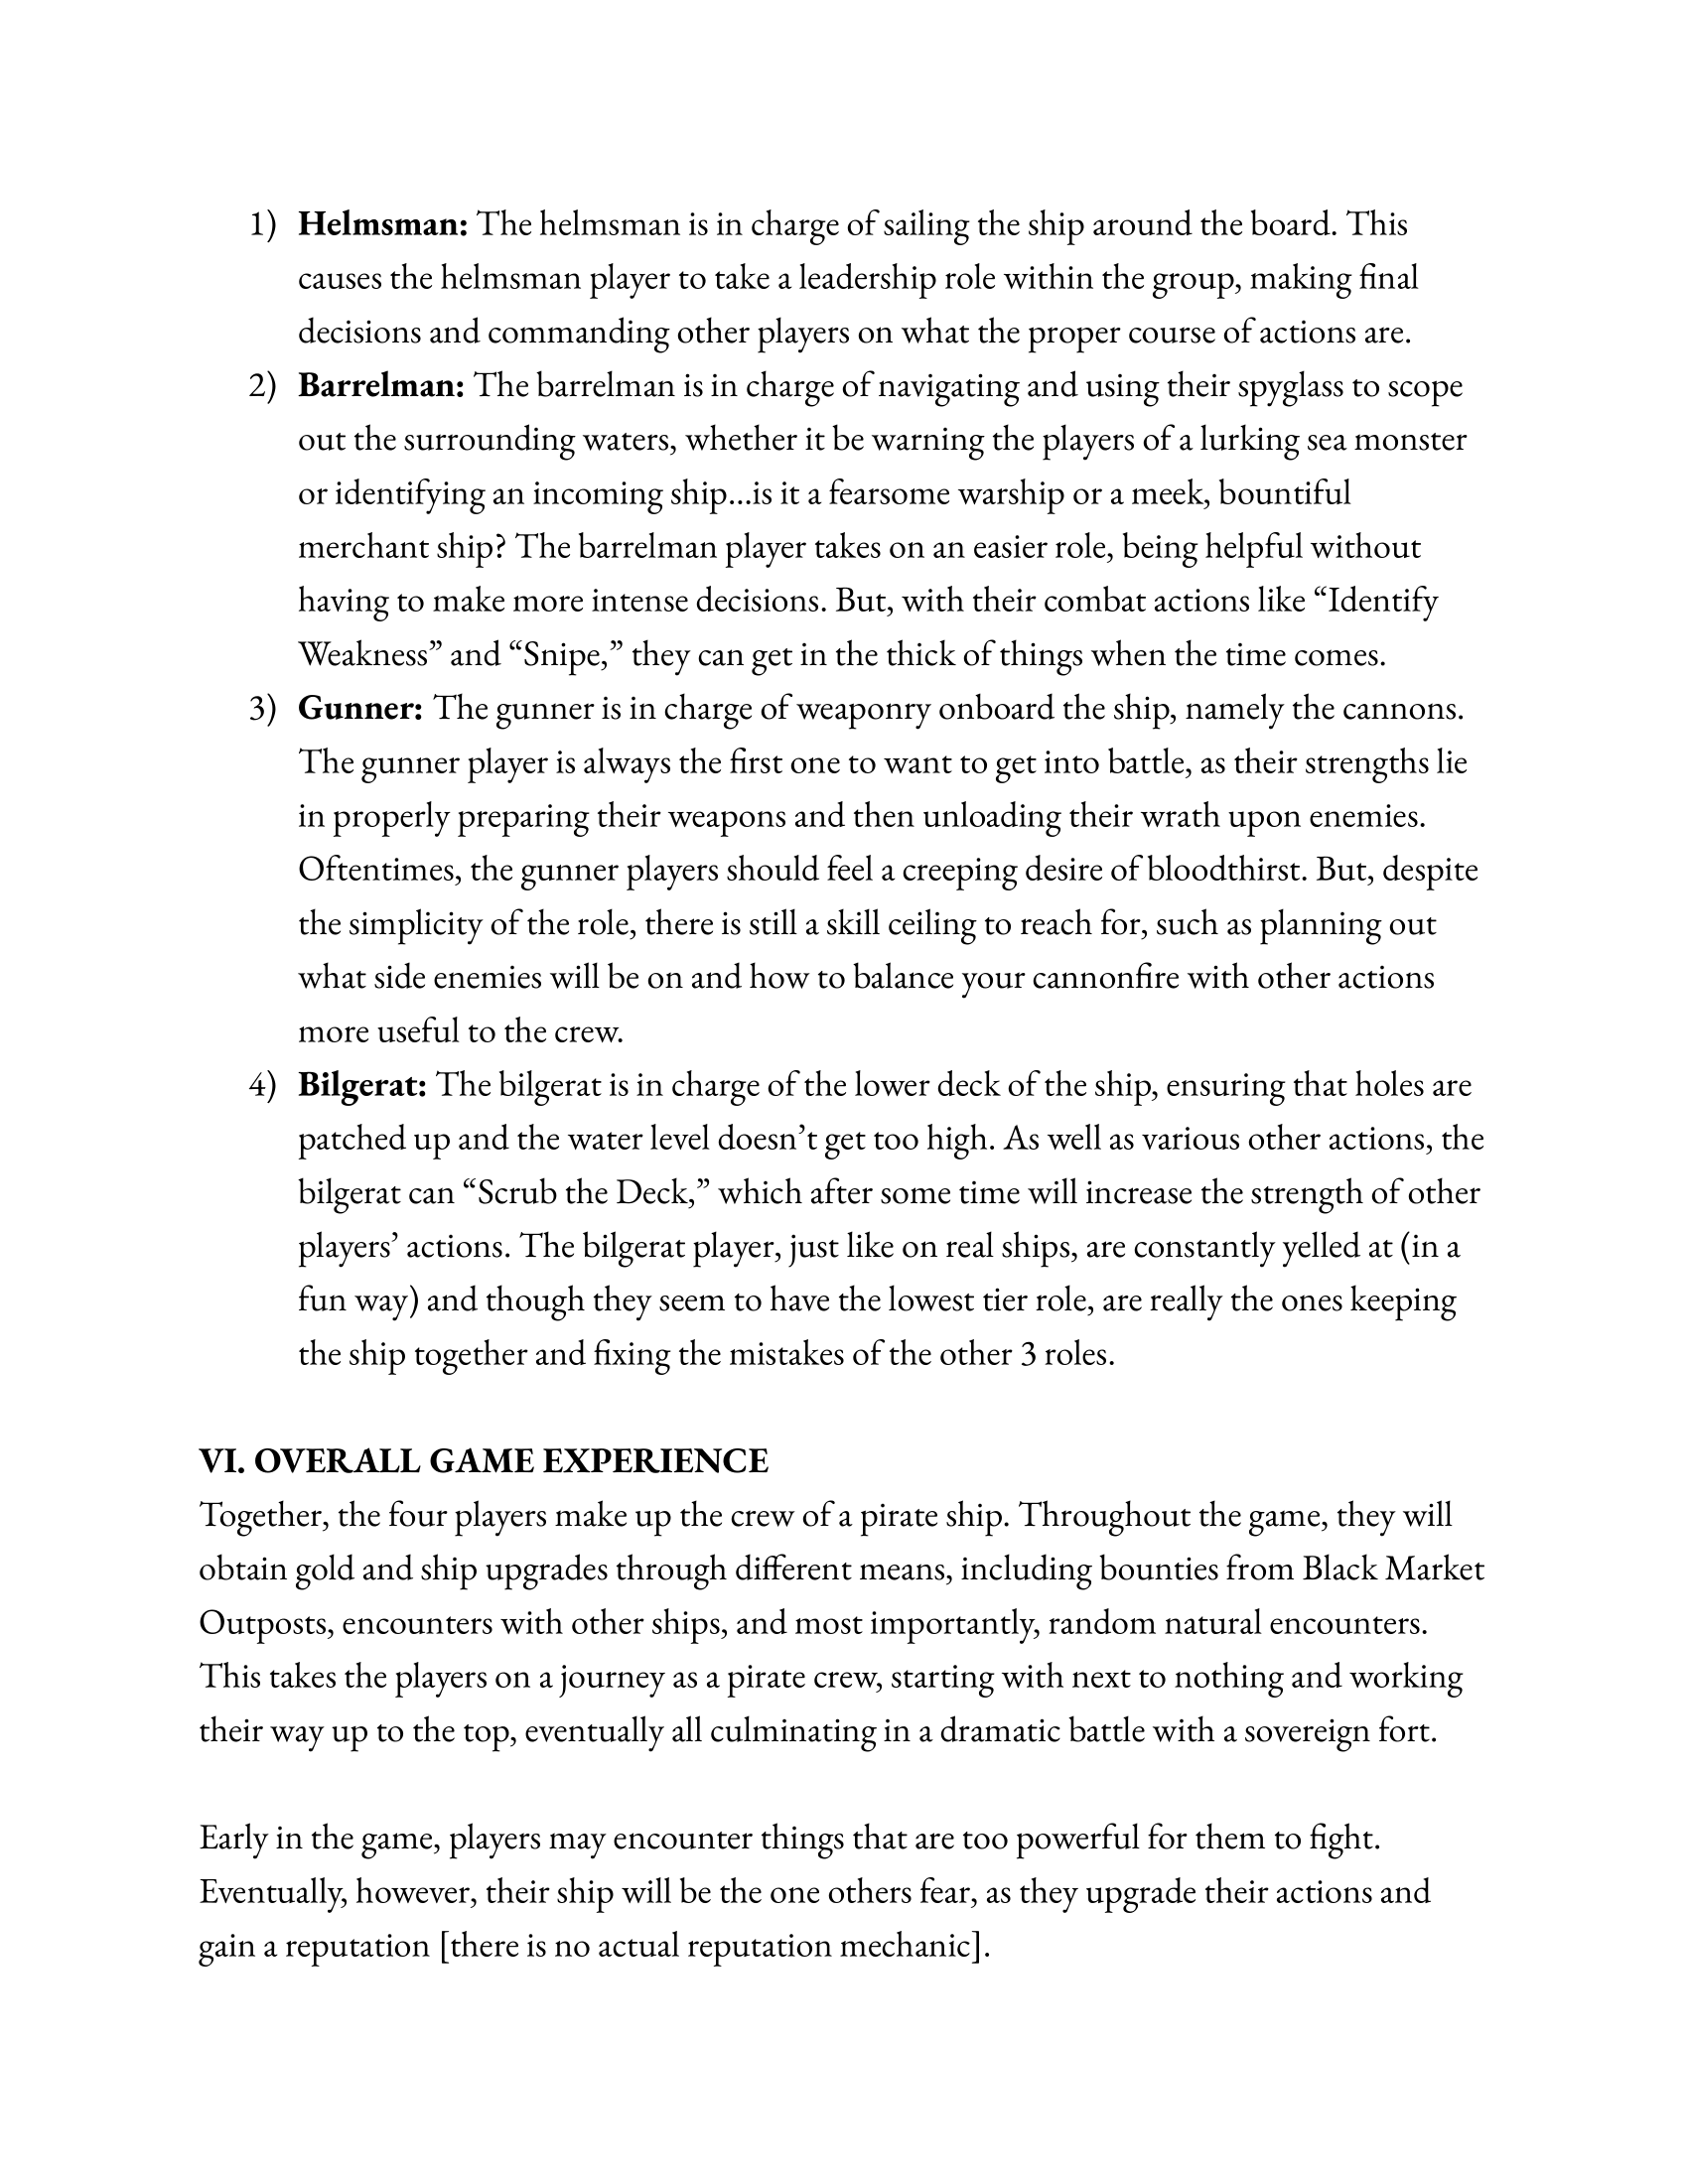 1) Helmsman: The helmsman is in charge of sailing the ship around the board. This
causes the helmsman player to take a leadership role within the group, making final
decisions and commanding other players on what the proper course of actions are.
2) Barrelman: The barrelman is in charge of navigating and using their spyglass to scope
out the surrounding waters, whether it be warning the players of a lurking sea monster
or identifying an incoming ship...is it a fearsome warship or a meek, bountiful
merchant ship? The barrelman player takes on an easier role, being helpful without
having to make more intense decisions. But, with their combat actions like “Identify
Weakness” and “Snipe,” they can get in the thick of things when the time comes.
3) Gunner: The gunner is in charge of weaponry onboard the ship, namely the cannons.
The gunner player is always the first one to want to get into battle, as their strengths lie
in properly preparing their weapons and then unloading their wrath upon enemies.
Oftentimes, the gunner players should feel a creeping desire of bloodthirst. But, despite
the simplicity of the role, there is still a skill ceiling to reach for, such as planning out
what side enemies will be on and how to balance your cannonfire with other actions
more useful to the crew.
4) Bilgerat: The bilgerat is in charge of the lower deck of the ship, ensuring that holes are
patched up and the water level doesn’t get too high. As well as various other actions, the
bilgerat can “Scrub the Deck,” which after some time will increase the strength of other
players’ actions. The bilgerat player, just like on real ships, are constantly yelled at (in a
fun way) and though they seem to have the lowest tier role, are really the ones keeping
the ship together and fixing the mistakes of the other 3 roles.
VI. OVERALL GAME EXPERIENCE
Together, the four players make up the crew of a pirate ship. Throughout the game, they will
obtain gold and ship upgrades through different means, including bounties from Black Market
Outposts, encounters with other ships, and most importantly, random natural encounters.
This takes the players on a journey as a pirate crew, starting with next to nothing and working
their way up to the top, eventually all culminating in a dramatic battle with a sovereign fort.
Early in the game, players may encounter things that are too powerful for them to fight.
Eventually, however, their ship will be the one others fear, as they upgrade their actions and
gain a reputation [there is no actual reputation mechanic].